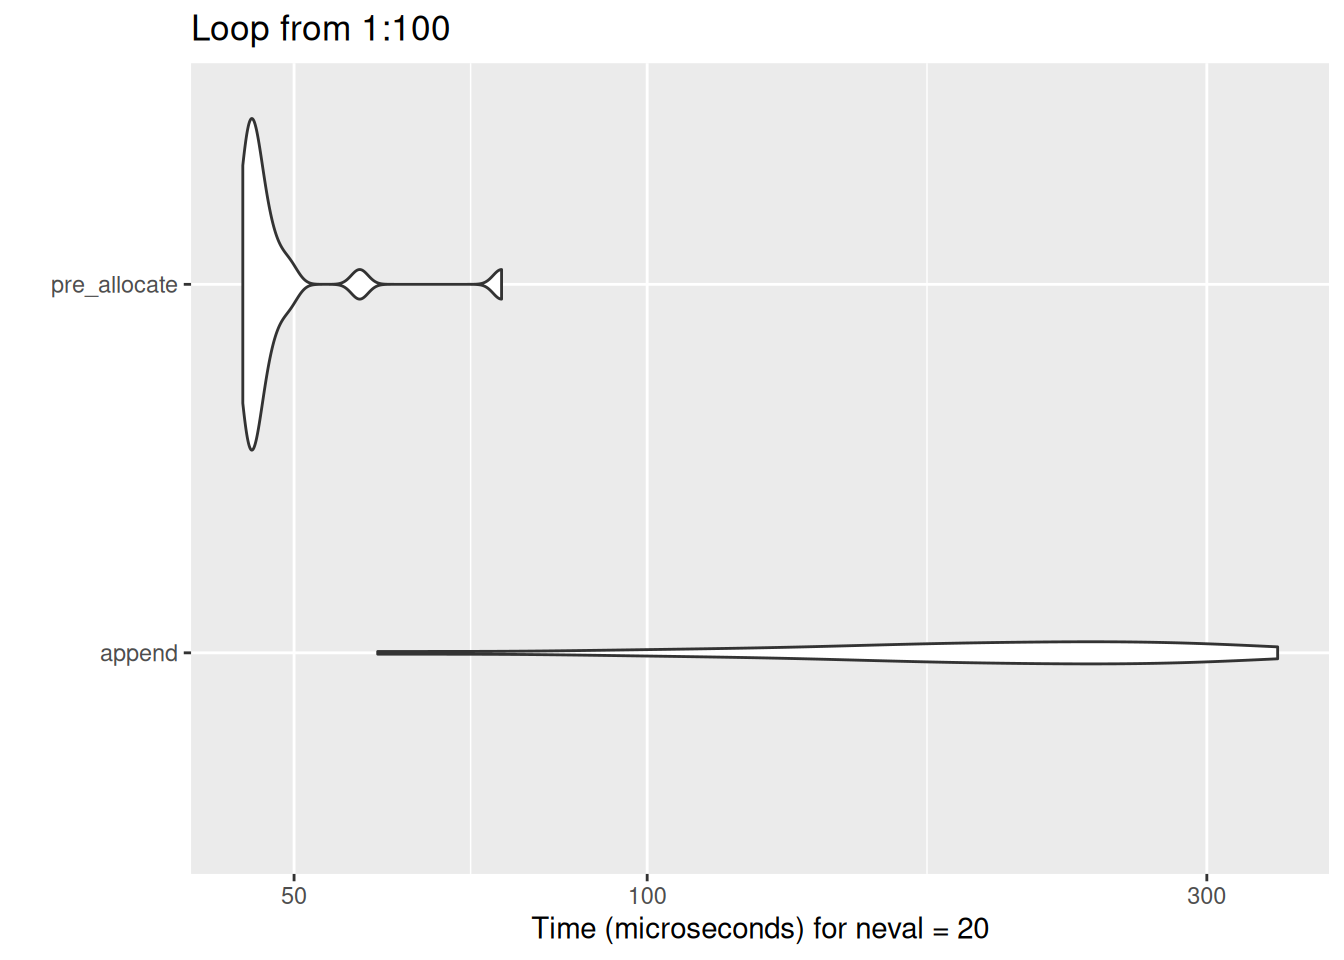 Loop from 1:100
pre_allocate
append
50 100 300
Time (microseconds) for neval = 20